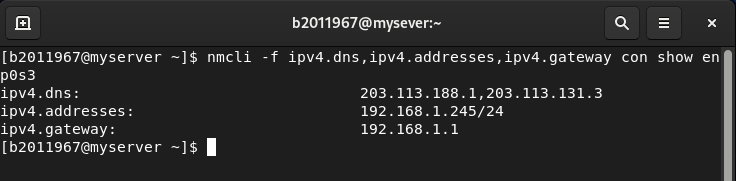 b2011967@mysever:~
[b2011967@myserver ~]$ nmcli -f ipv4.dns,ipv4.addresses,ipv4.gateway con show en
p0s3
ipv4.dns:                               203.113.188.1,203.113.131.3
ipv4.addresses:                         192.168.1.245/24
ipv4.gateway:                           192.168.1.1
[b2011967@myserver ~]$